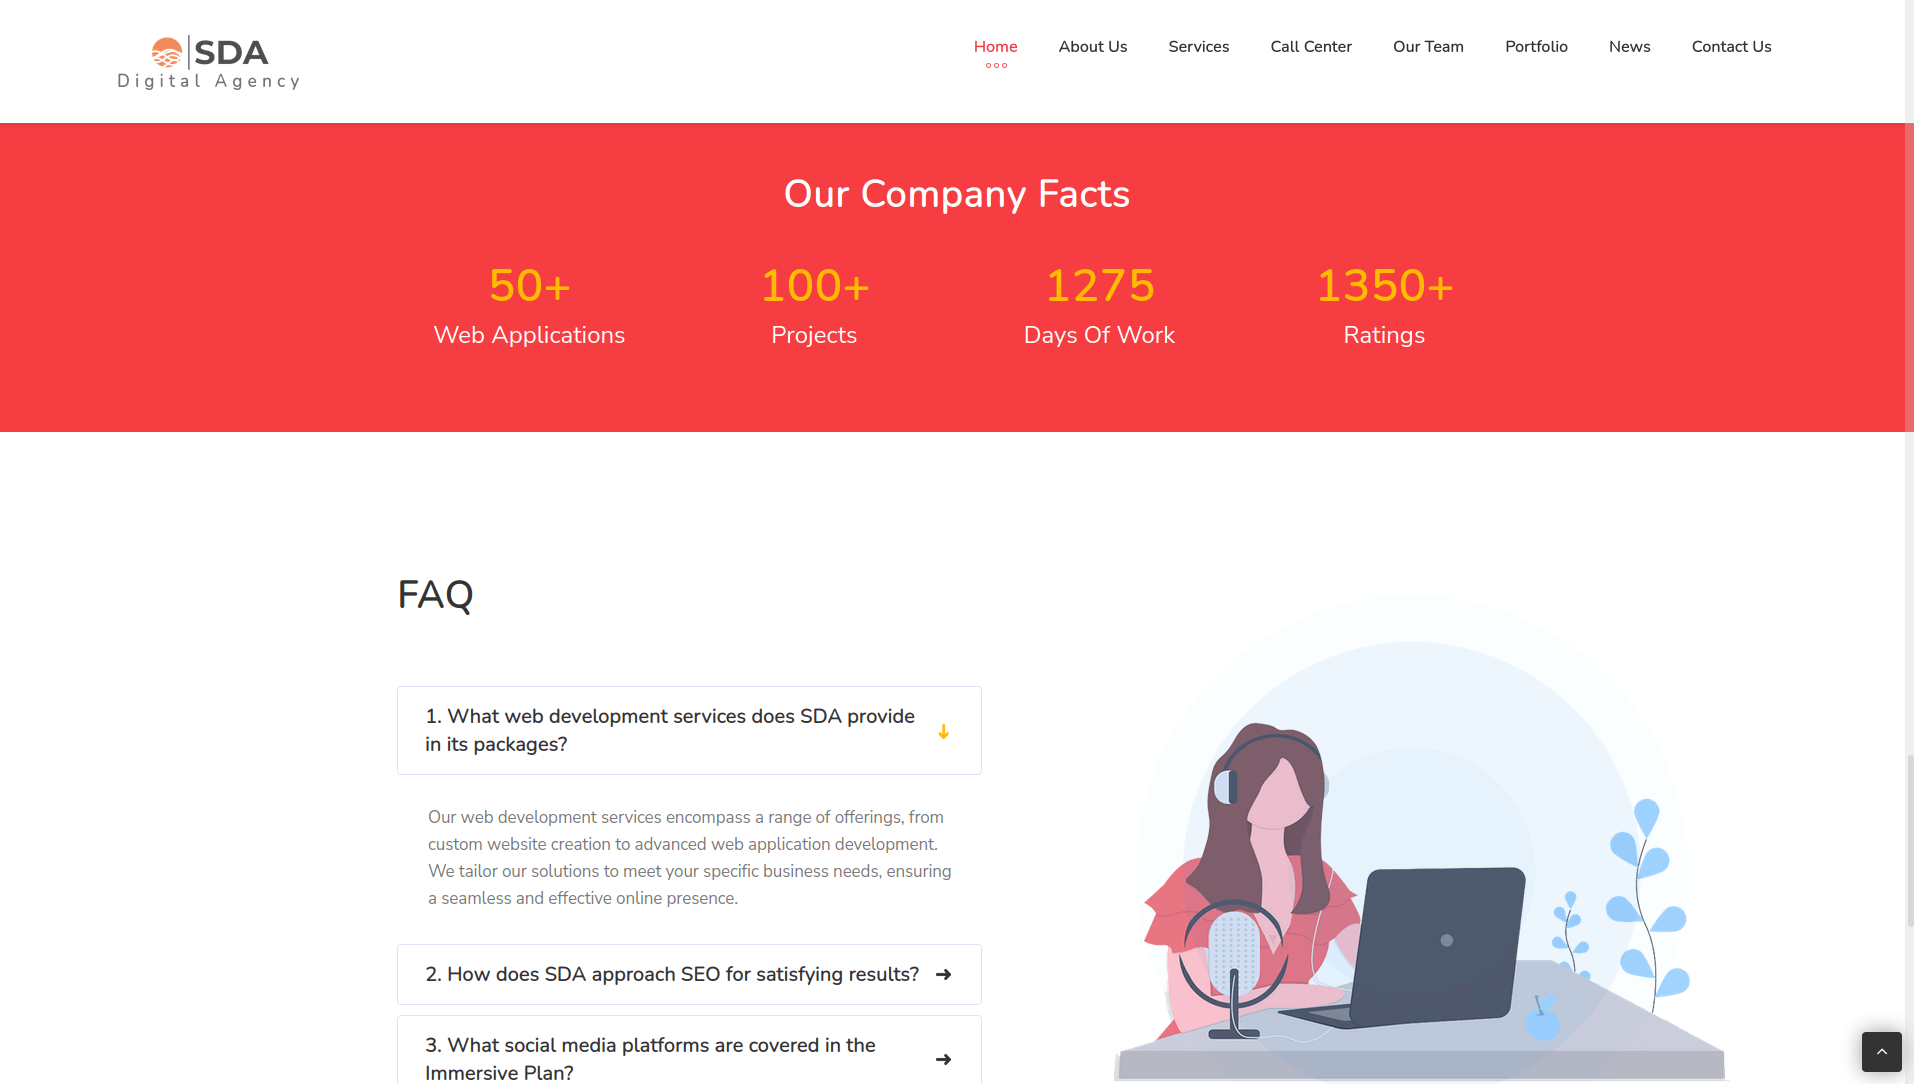 SDA
Digital Agency
Home
About Us
Services
Call Center
Our Team
Portfolio
News
Contact Us
Our Company Facts
50+
Web Applications
100+
Projects
1275
Days Of Work
1350+
Ratings
FAQ
1. What web development services does SDA provide
in its packages?
Our web development services encompass a range of offerings, from
custom website creation to advanced web application development.
We tailor our solutions to meet your specific business needs, ensuring
a seamless and effective online presence.
2. How does SDA approach SEO for satisfying results?
3. What social media platforms are covered in the
Immersive Plan?